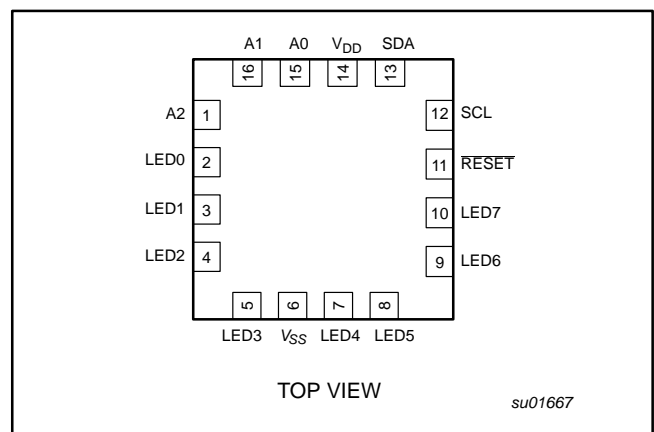 A1 A0 VDD SDA
16 15 14 13
A2 1 12 SCL
LED0 2 11 RESET
LED1 3 10 LED7
LED2 4 9 LED6
5 6 7 8
LED3 VSS LED4 LED5
TOP VIEW
su01667